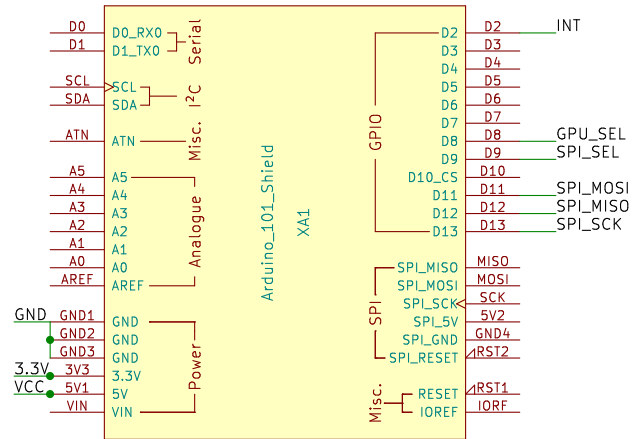 D0 D0_RX0
D1 D1_TX0
Serial
SCL SCL
SDA SDA
I²C
ATN ATN
Misc.
A5 A5
A4 A4
A3 A3
A2 A2
A1 A1
A0 A0
AREF AREF
Analogue
GND GND1 GND
GND2 GND
GND3 GND
3.3V 3V3 3.3V
VCC 5V1 5V
VIN VIN
Power
Arduino_101_Shield
XA1
GPIO
D2 D2 INT
D3 D3
D4 D4
D5 D5
D6 D6
D7 D7
D8 D8 GPU_SEL
D9 D9 SPI_SEL
D10_CS D10
D11 D11 SPI_MOSI
D12 D12 SPI_MISO
D13 D13 SPI_SCK
SPI
SPI_MISO MISO
SPI_MOSI MOSI
SPI_SCK SCK
SPI_5V 5V2
SPI_GND GND4
SPI_RESET RST2
Misc.
RESET RST1
IOREF IORF